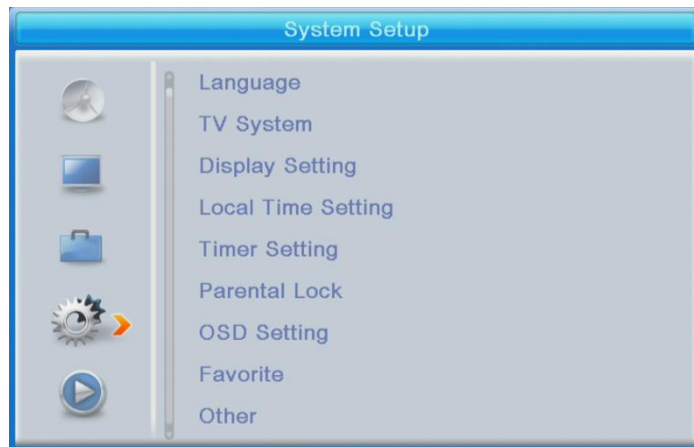 System Setup
Language
TV System
Display Setting
Local Time Setting
Timer Setting
Parental Lock
OSD Setting
Favorite
Other